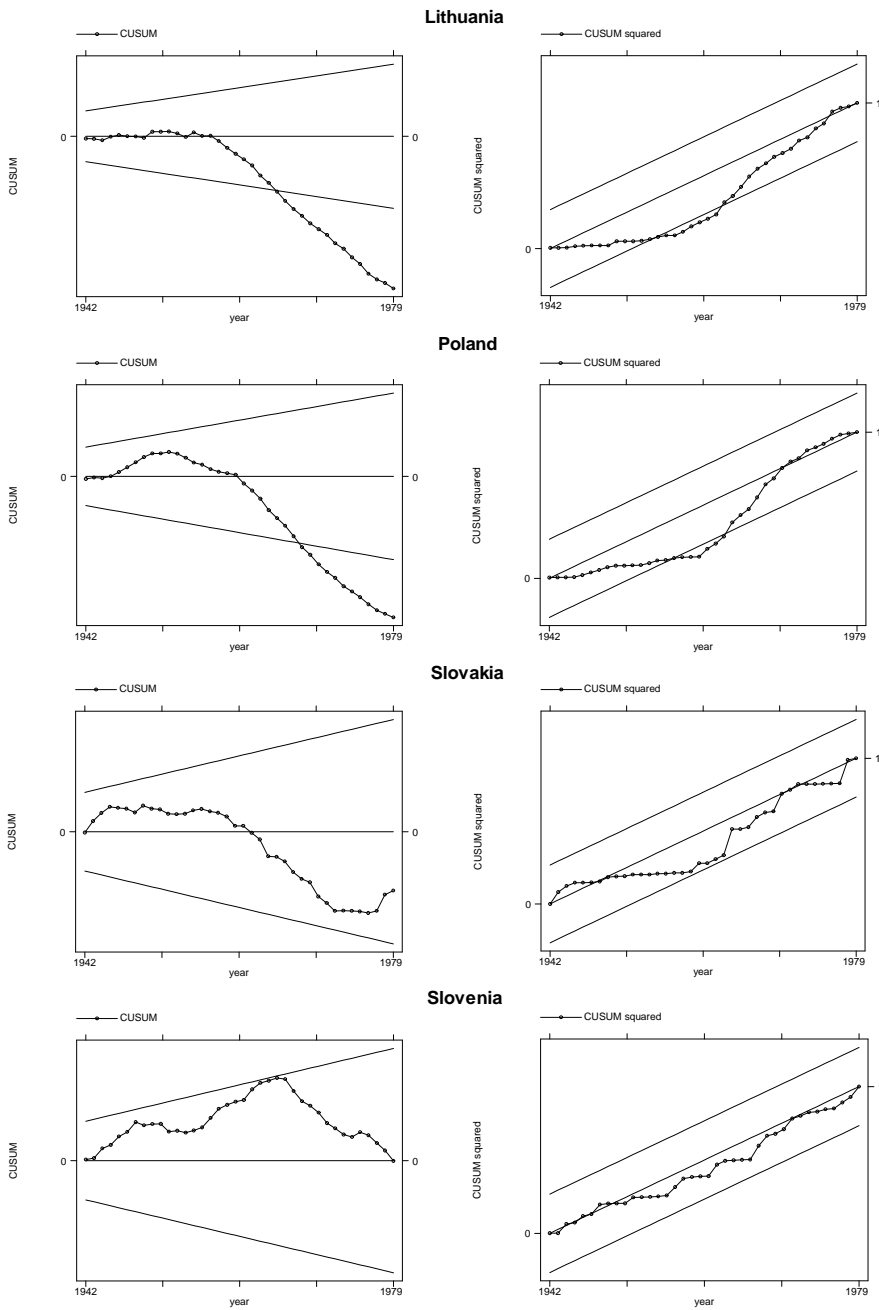 Lithuania
CUSUM
CUSUM squared
CUSUM
0
0
CUSUM squared
0
1
1942
1979
year
1942
1979
year
Poland
CUSUM
CUSUM squared
CUSUM
0
CUSUM squared
0
1
1942
1979
year
1942
1979
year
Slovakia
CUSUM
CUSUM squared
CUSUM
0
0
CUSUM squared
0
1
1942
1979
year
1942
1979
year
Slovenia
CUSUM
CUSUM squared
CUSUM
0
0
CUSUM squared
0
1942
1979
year
1942
1979
year